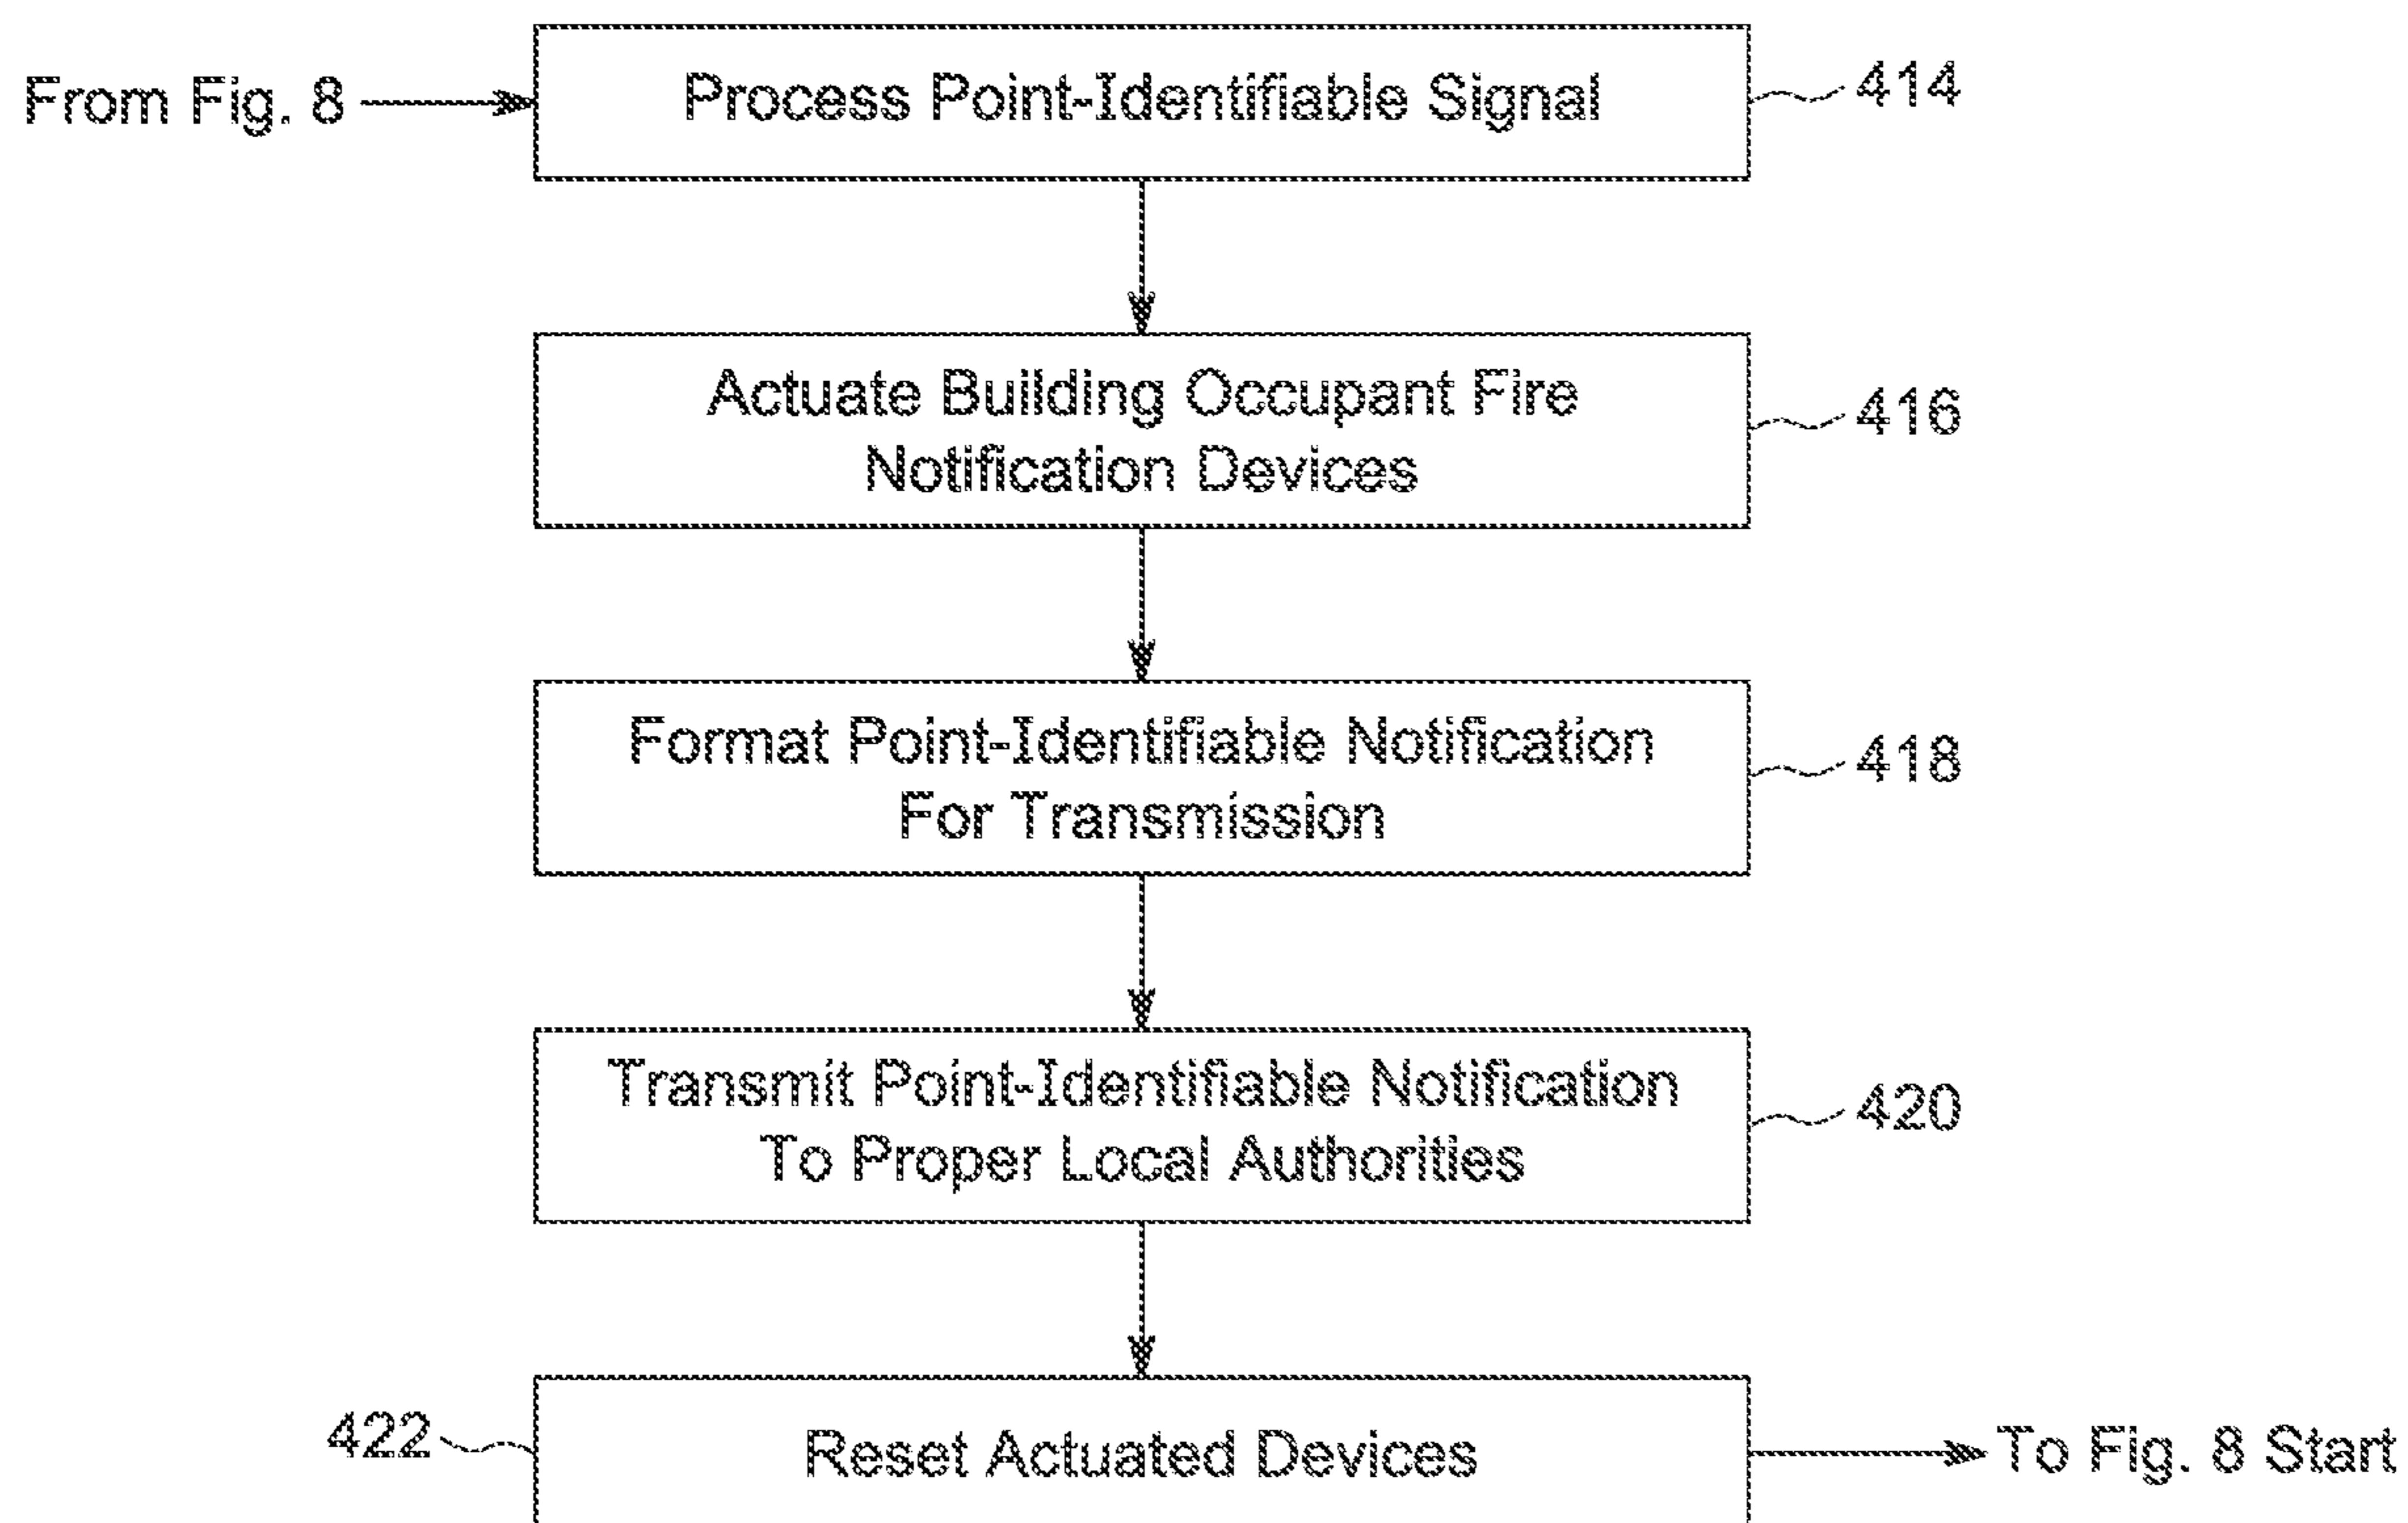 From Fig. 8
Process Point-Identifiable Signal
414
Actuate Building Occupant Fire
Notification Devices
416
Format Point-Identifiable Notification
For Transmission
418
Transmit Point-Identifiable Notification
To Proper Local Authorities
420
422
Reset Actuated Devices
To Fig. 8 Start